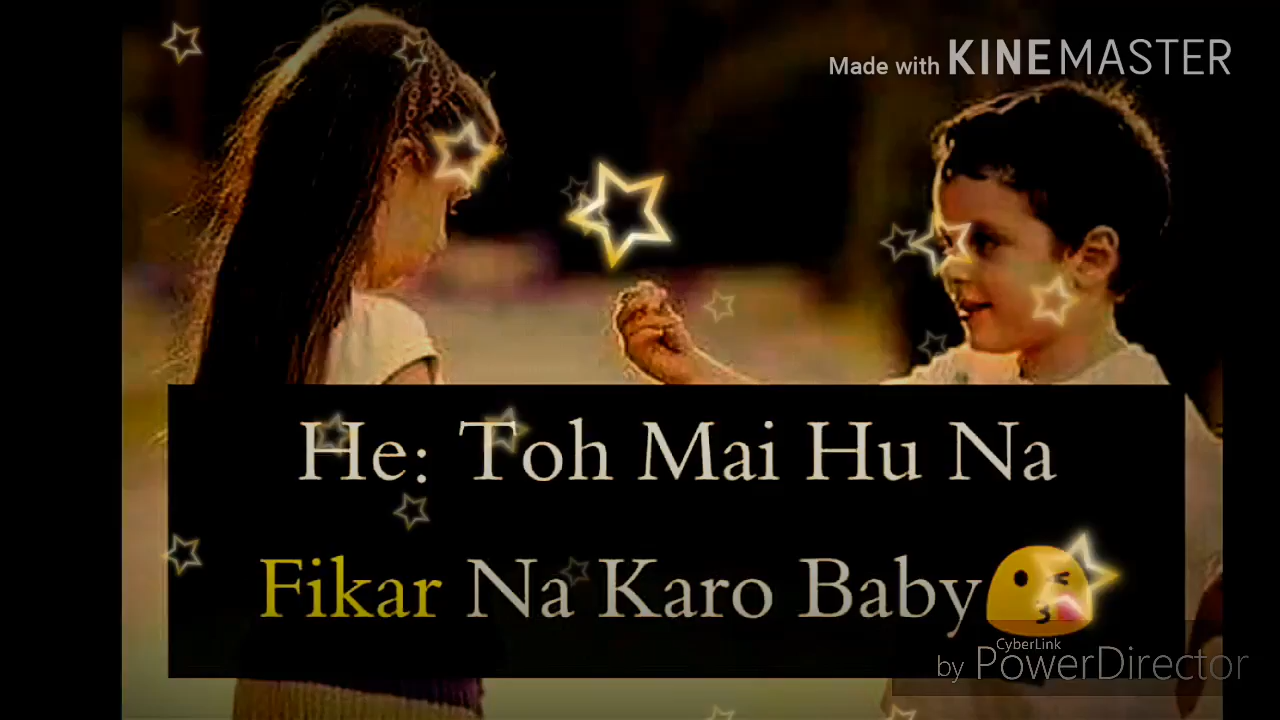 Made with KINEMASTER
He: Toh Mai Hu Na
Fikar Na Karo Baby😘
CyberLink
by PowerDirector